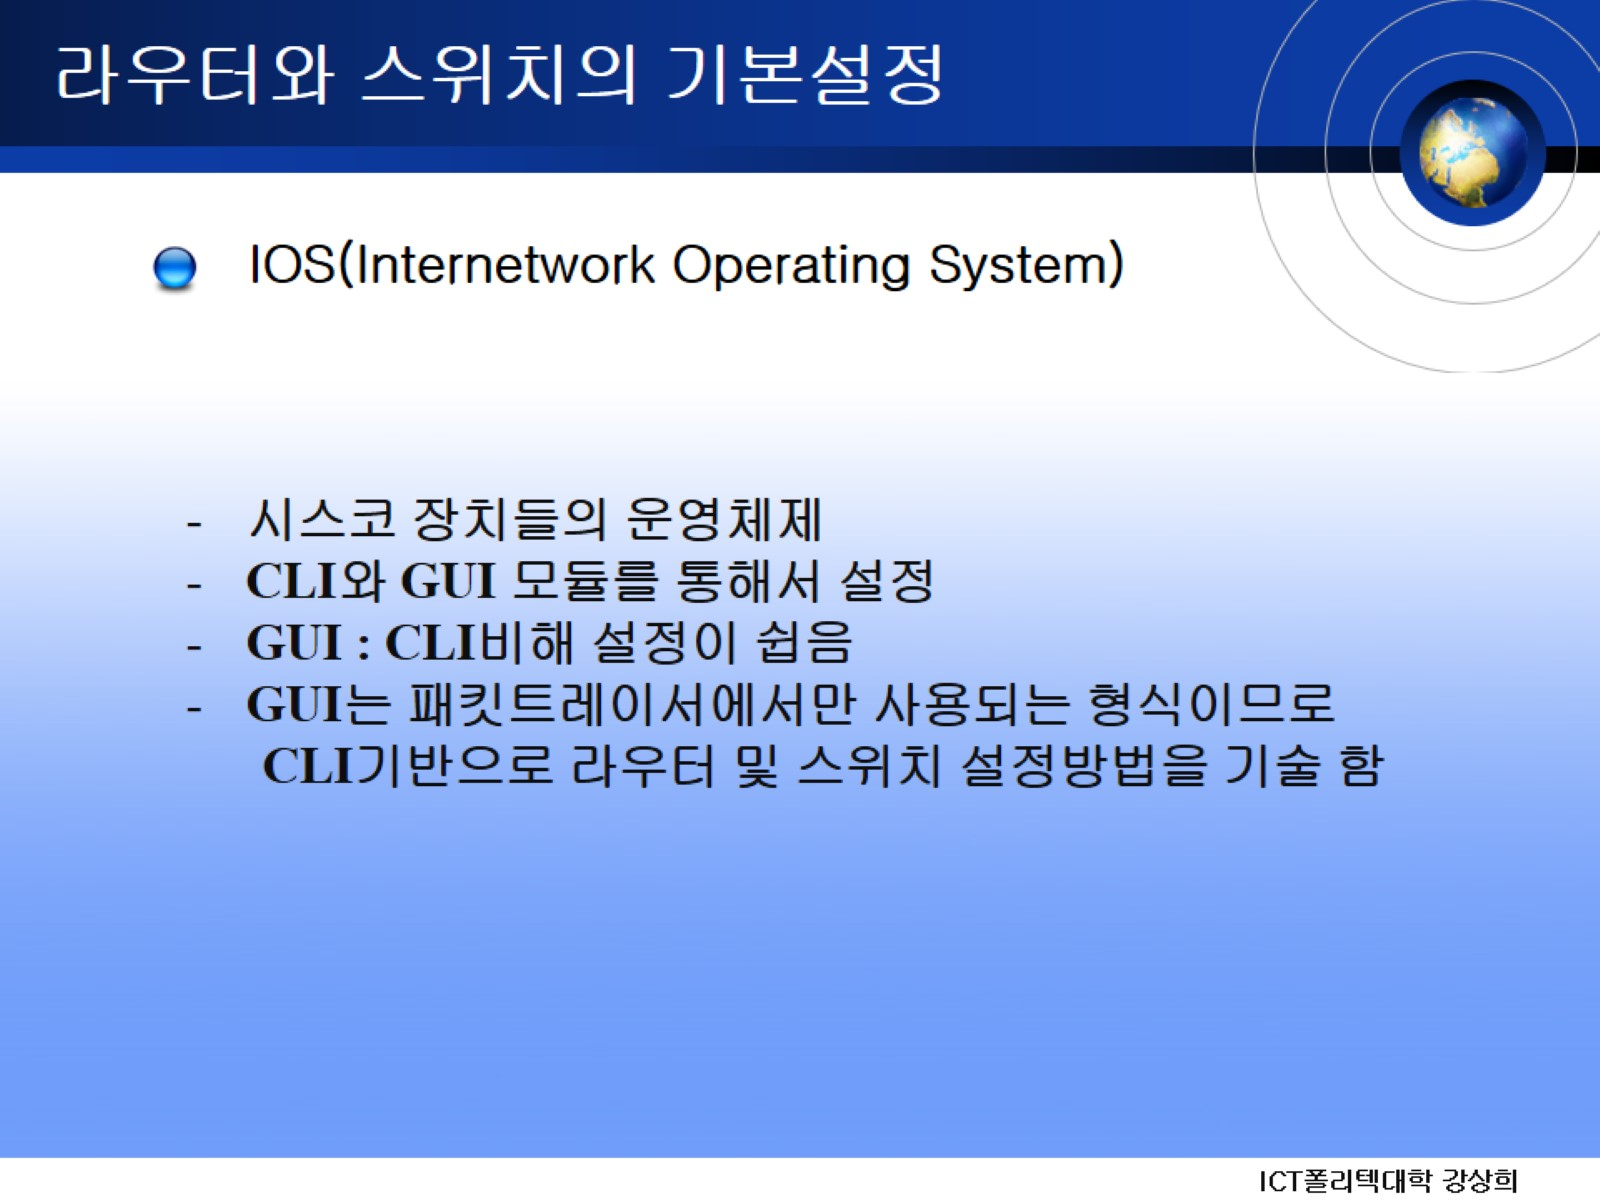 라우터와 스위치의 기본설정
IOS(Internetwork Operating System)
- 시스코 장치들의 운영체제
- CLI와 GUI 모듈를 통해서 설정
- GUI : CLI비해 설정이 쉽음
- GUI는 패킷트레이서에서만 사용되는 형식이므로
CLI기반으로 라우터 및 스위치 설정방법을 기술 함
ICT폴리텍대학 강상희